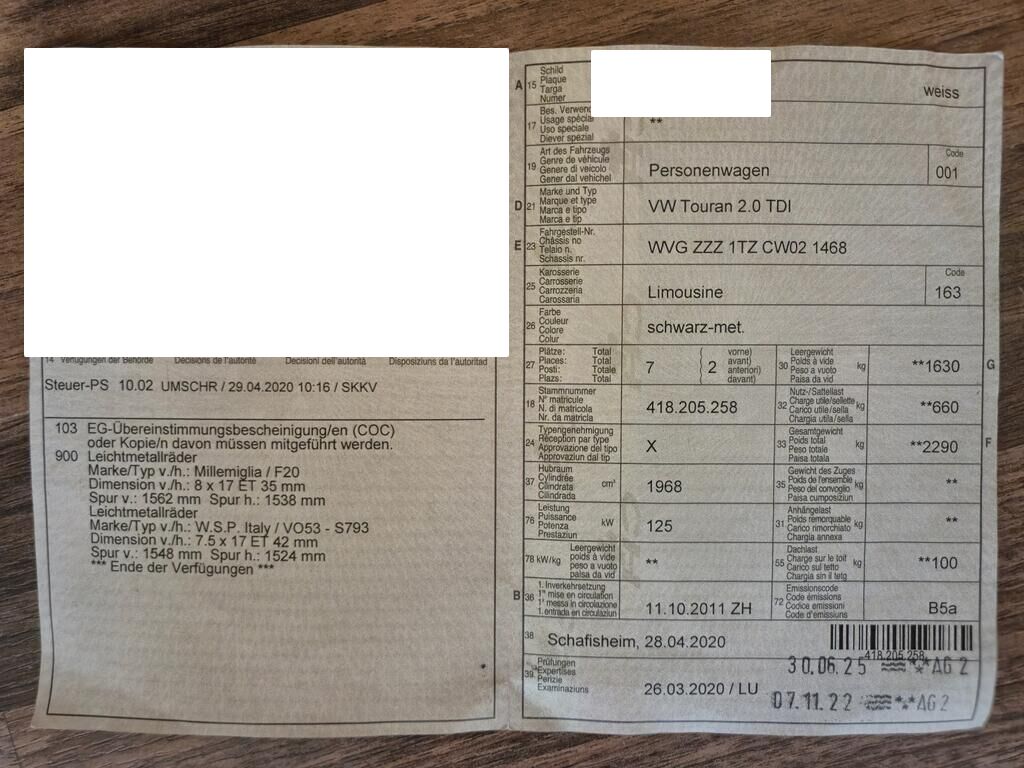 14 Verfügungen der Behörde Décisions de l'autorité Decisioni dell'autorità Disposiziuns da l'autoritad
Steuer-PS 10.02 UMSCHR / 29.04.2020 10:16 / SKKV
103 EG-Übereinstimmungsbescheinigung/en (COC)
oder Kopie/n davon müssen mitgeführt werden.
900 Leichtmetallräder
Marke/Typ v./h.: Millemiglia / F20
Dimension v./h.: 8 x 17 ET 35 mm
Spur v.: 1562 mm Spur h.: 1538 mm
Leichtmetallräder
Marke/Typ v./h.: W.S.P. Italy / VO53 - S793
Dimension v./h.: 7.5 x 17 ET 42 mm
Spur v.: 1548 mm Spur h.: 1524 mm
*** Ende der Verfügungen ***
A 15 Schild
Plaque
Targa
Numer
weiss
17 Bes.
Usage spécial
Uso speciale
Diever spezial
**
19 Art des Fahrzeugs
Genre de véhicule
Genere di veicolo
Gener dal vehichel
Personenwagen
Code
001
D 21 Marke und Typ
Marque et type
Marca e tipo
Marca e tip
VW Touran 2.0 TDI
E 23 Fahrgestell-Nr.
Châssis no
Telaio n.
Schassis nr.
WVG ZZZ 1TZ CW02 1468
25 Karosserie
Carrosserie
Carrozzeria
Carossaria
Limousine
Code
163
26 Farbe
Couleur
Colore
Colur
schwarz-met.
27 Plätze: Total
Places: Total
Posti: Totale
Plazs: Total
7 2 vorne)
avant)
anteriori)
davant)
30 Leergewicht
Poids à vide
Peso a vuoto
Paisa da vid
kg **1630 G
18 Stammnummer
N° matricule
N. di matricola
Nr. da matricla
418.205.258
32 Nutz-/Sattellast
Charge utile/sellette
Carico utile/sella
Chargia utila/sella
kg **660
24 Typengenehmigung
Réception par type
Approvazione del tipo
Approvaziun dal tip
X
33 Gesamtgewicht
Poids total
Peso totale
Paisa totala
kg **2290 F
37 Hubraum
Cylindrée
Cilindrata
Cilindrada
cm³ 1968
35 Gewicht des Zuges
Poids de l'ensemble
Peso del convoglio
Paisa cumposiziun
kg **
76 Leistung
Puissance
Potenza
Prestaziun
kW 125
31 Anhängelast
Poids remorquable
Carico rimorchiato
Chargia annexa
kg **
78 kW/kg Leergewicht
poids à vide
peso a vuoto
paisa da vid
**
55 Dachlast
Charge sur le toit
Carico sul tetto
Chargia sin il tetg
kg **100
B 36 1. Inverkehrsetzung
1re mise en circulation
1a messa in circolazione
1. entrada en circulaziun
11.10.2011 ZH
72 Emissionscode
Code émissions
Codice emissioni
Code d'emissiuns
B5a
38 Schafisheim, 28.04.2020
418.205.258
39 Prüfungen
Expertises
Perizie
Examinaziuns
30.06.25 AG 2
26.03.2020 / LU
07.11.22 AG 2